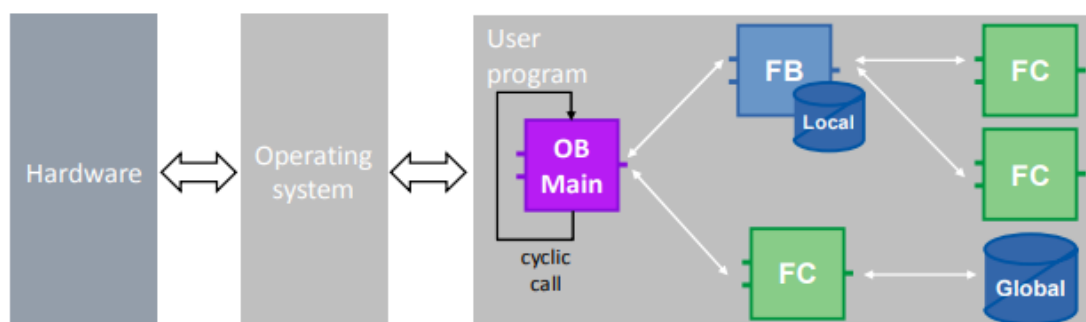 Hardware
Operating
system
User
program
OB
Main
cyclic
call
FB
Local
FC
FC
FC
Global